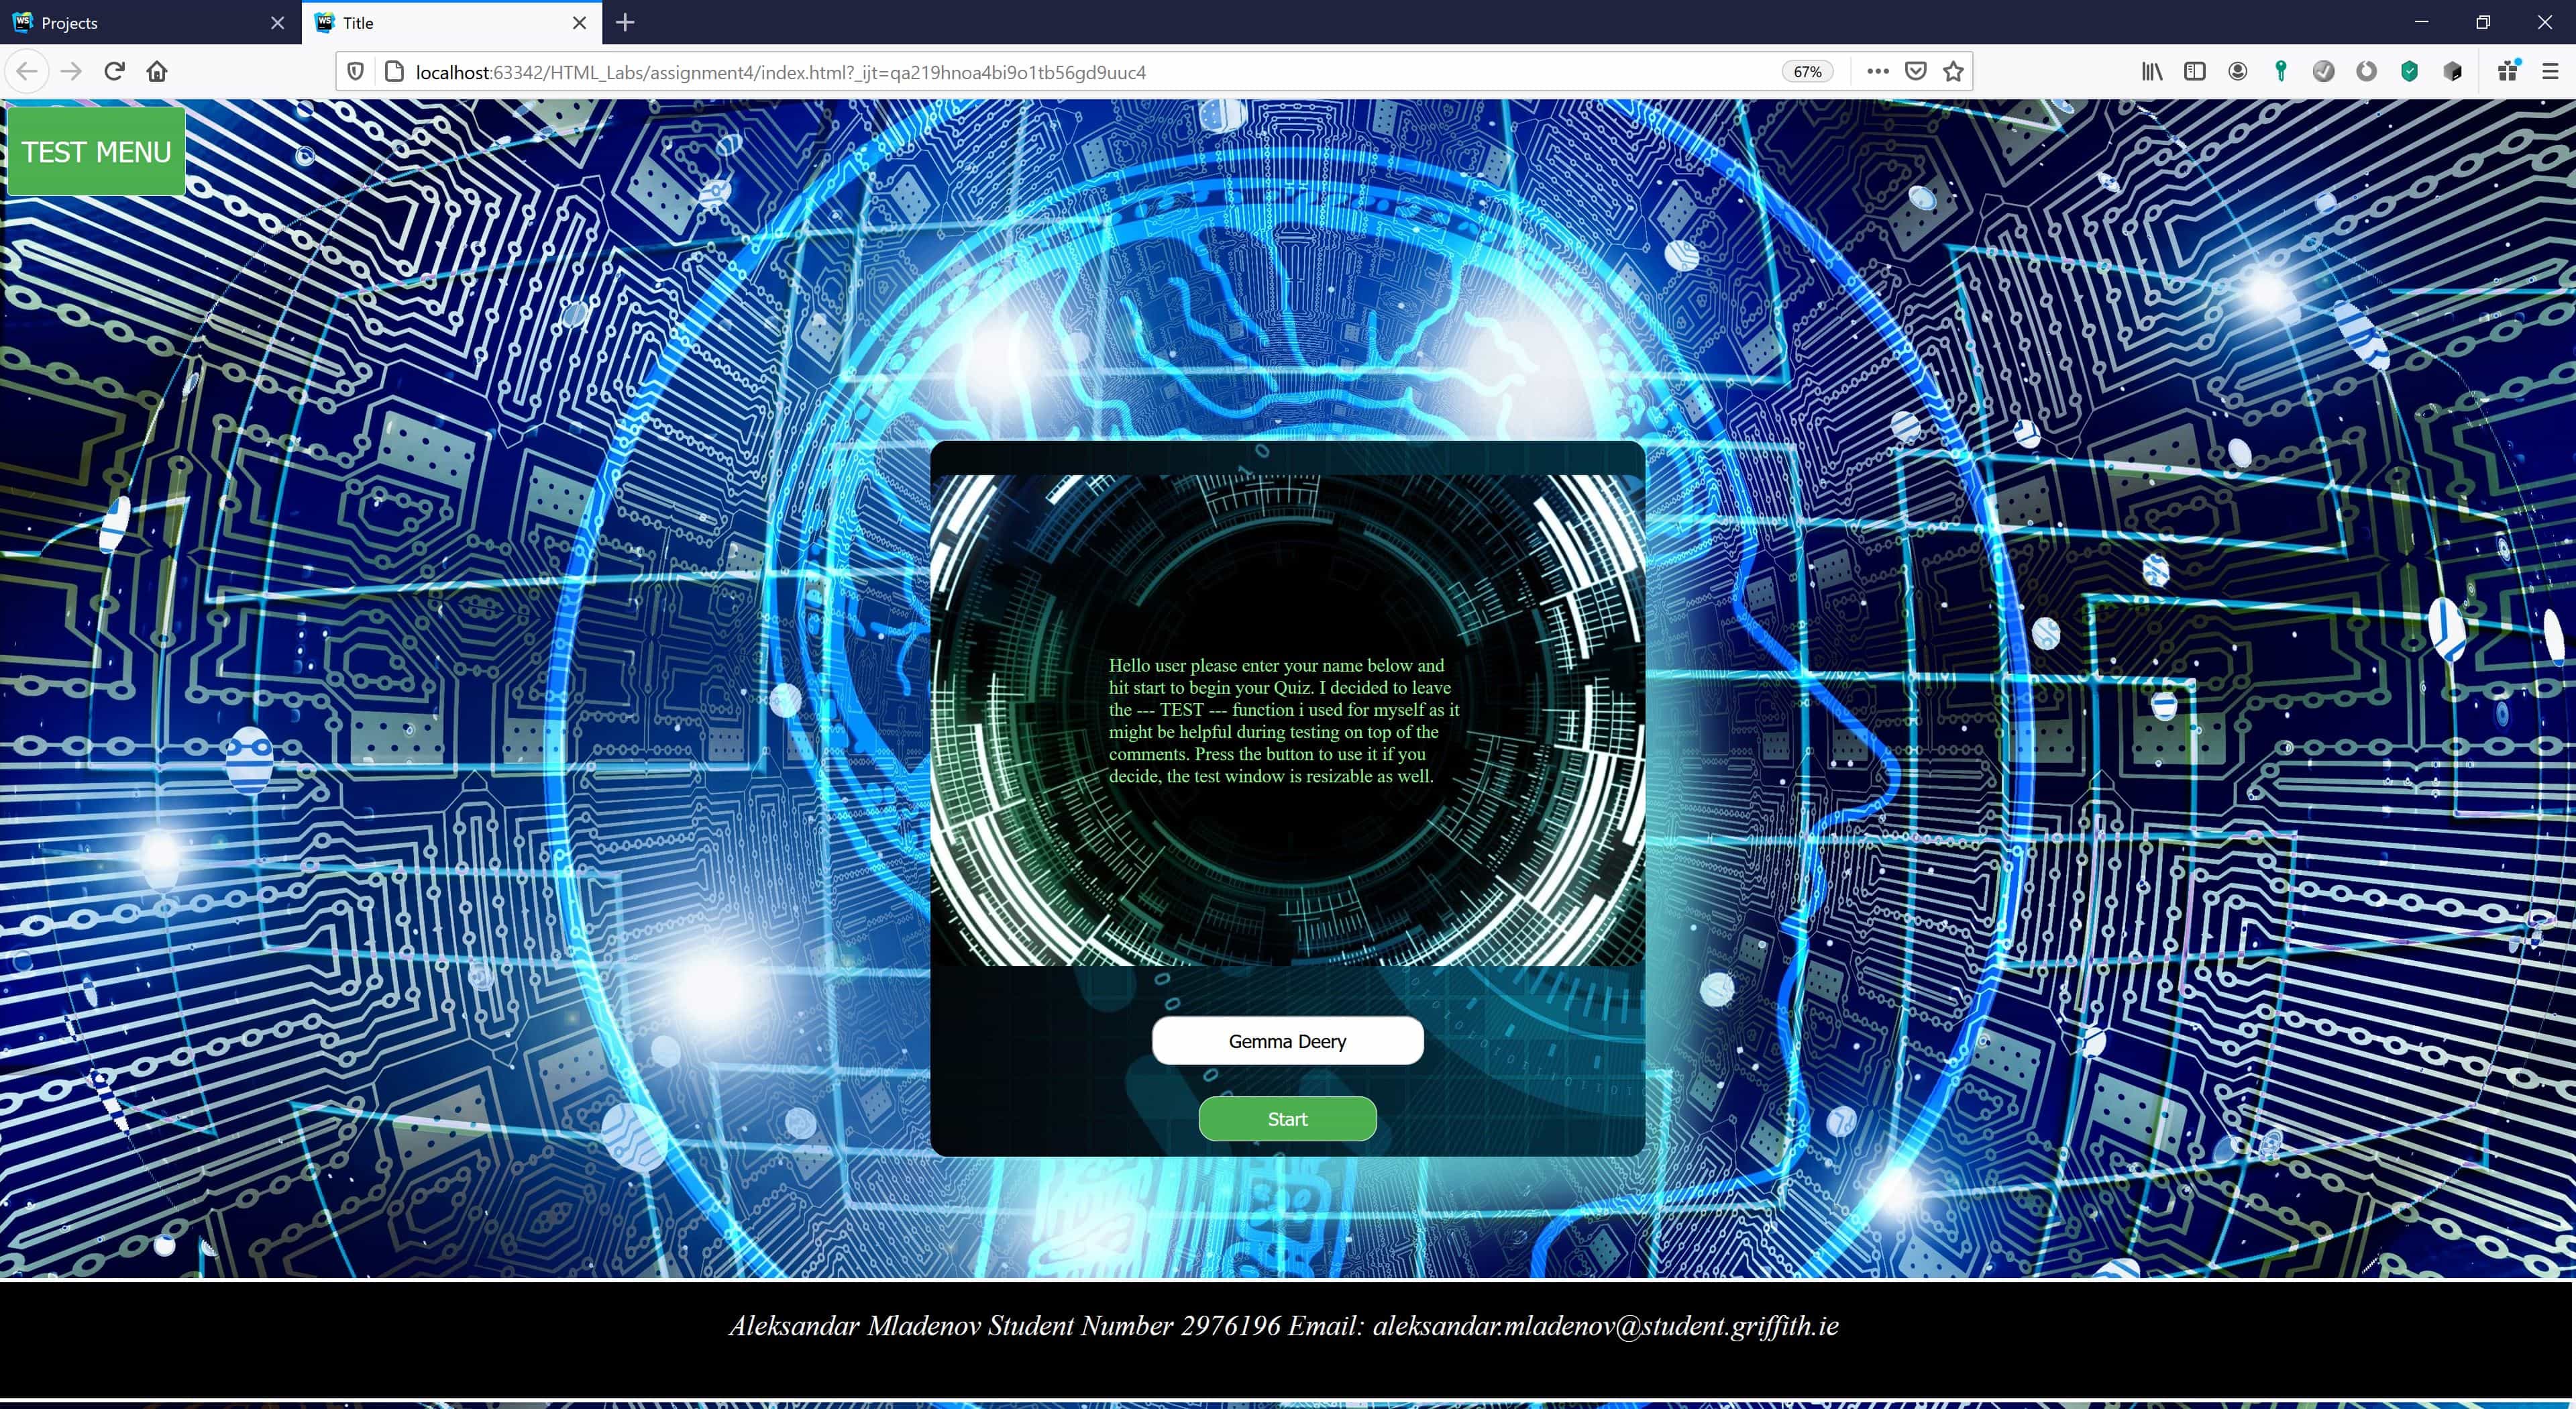 Projects
Title
localhost:63342/HTML_Labs/assignment4/index.html?_ijt=qa219hnoa4bi9o1tb56gd9uuc4
67%
TEST MENU
Hello user please enter your name below and
hit start to begin your Quiz. I decided to leave
the --- TEST --- function i used for myself as it
might be helpful during testing on top of the
comments. Press the button to use it if you
decide, the test window is resizable as well.
Gemma Deery
Start
Aleksandar Mladenov Student Number 2976196 Email: aleksandar.mladenov@student.griffith.ie